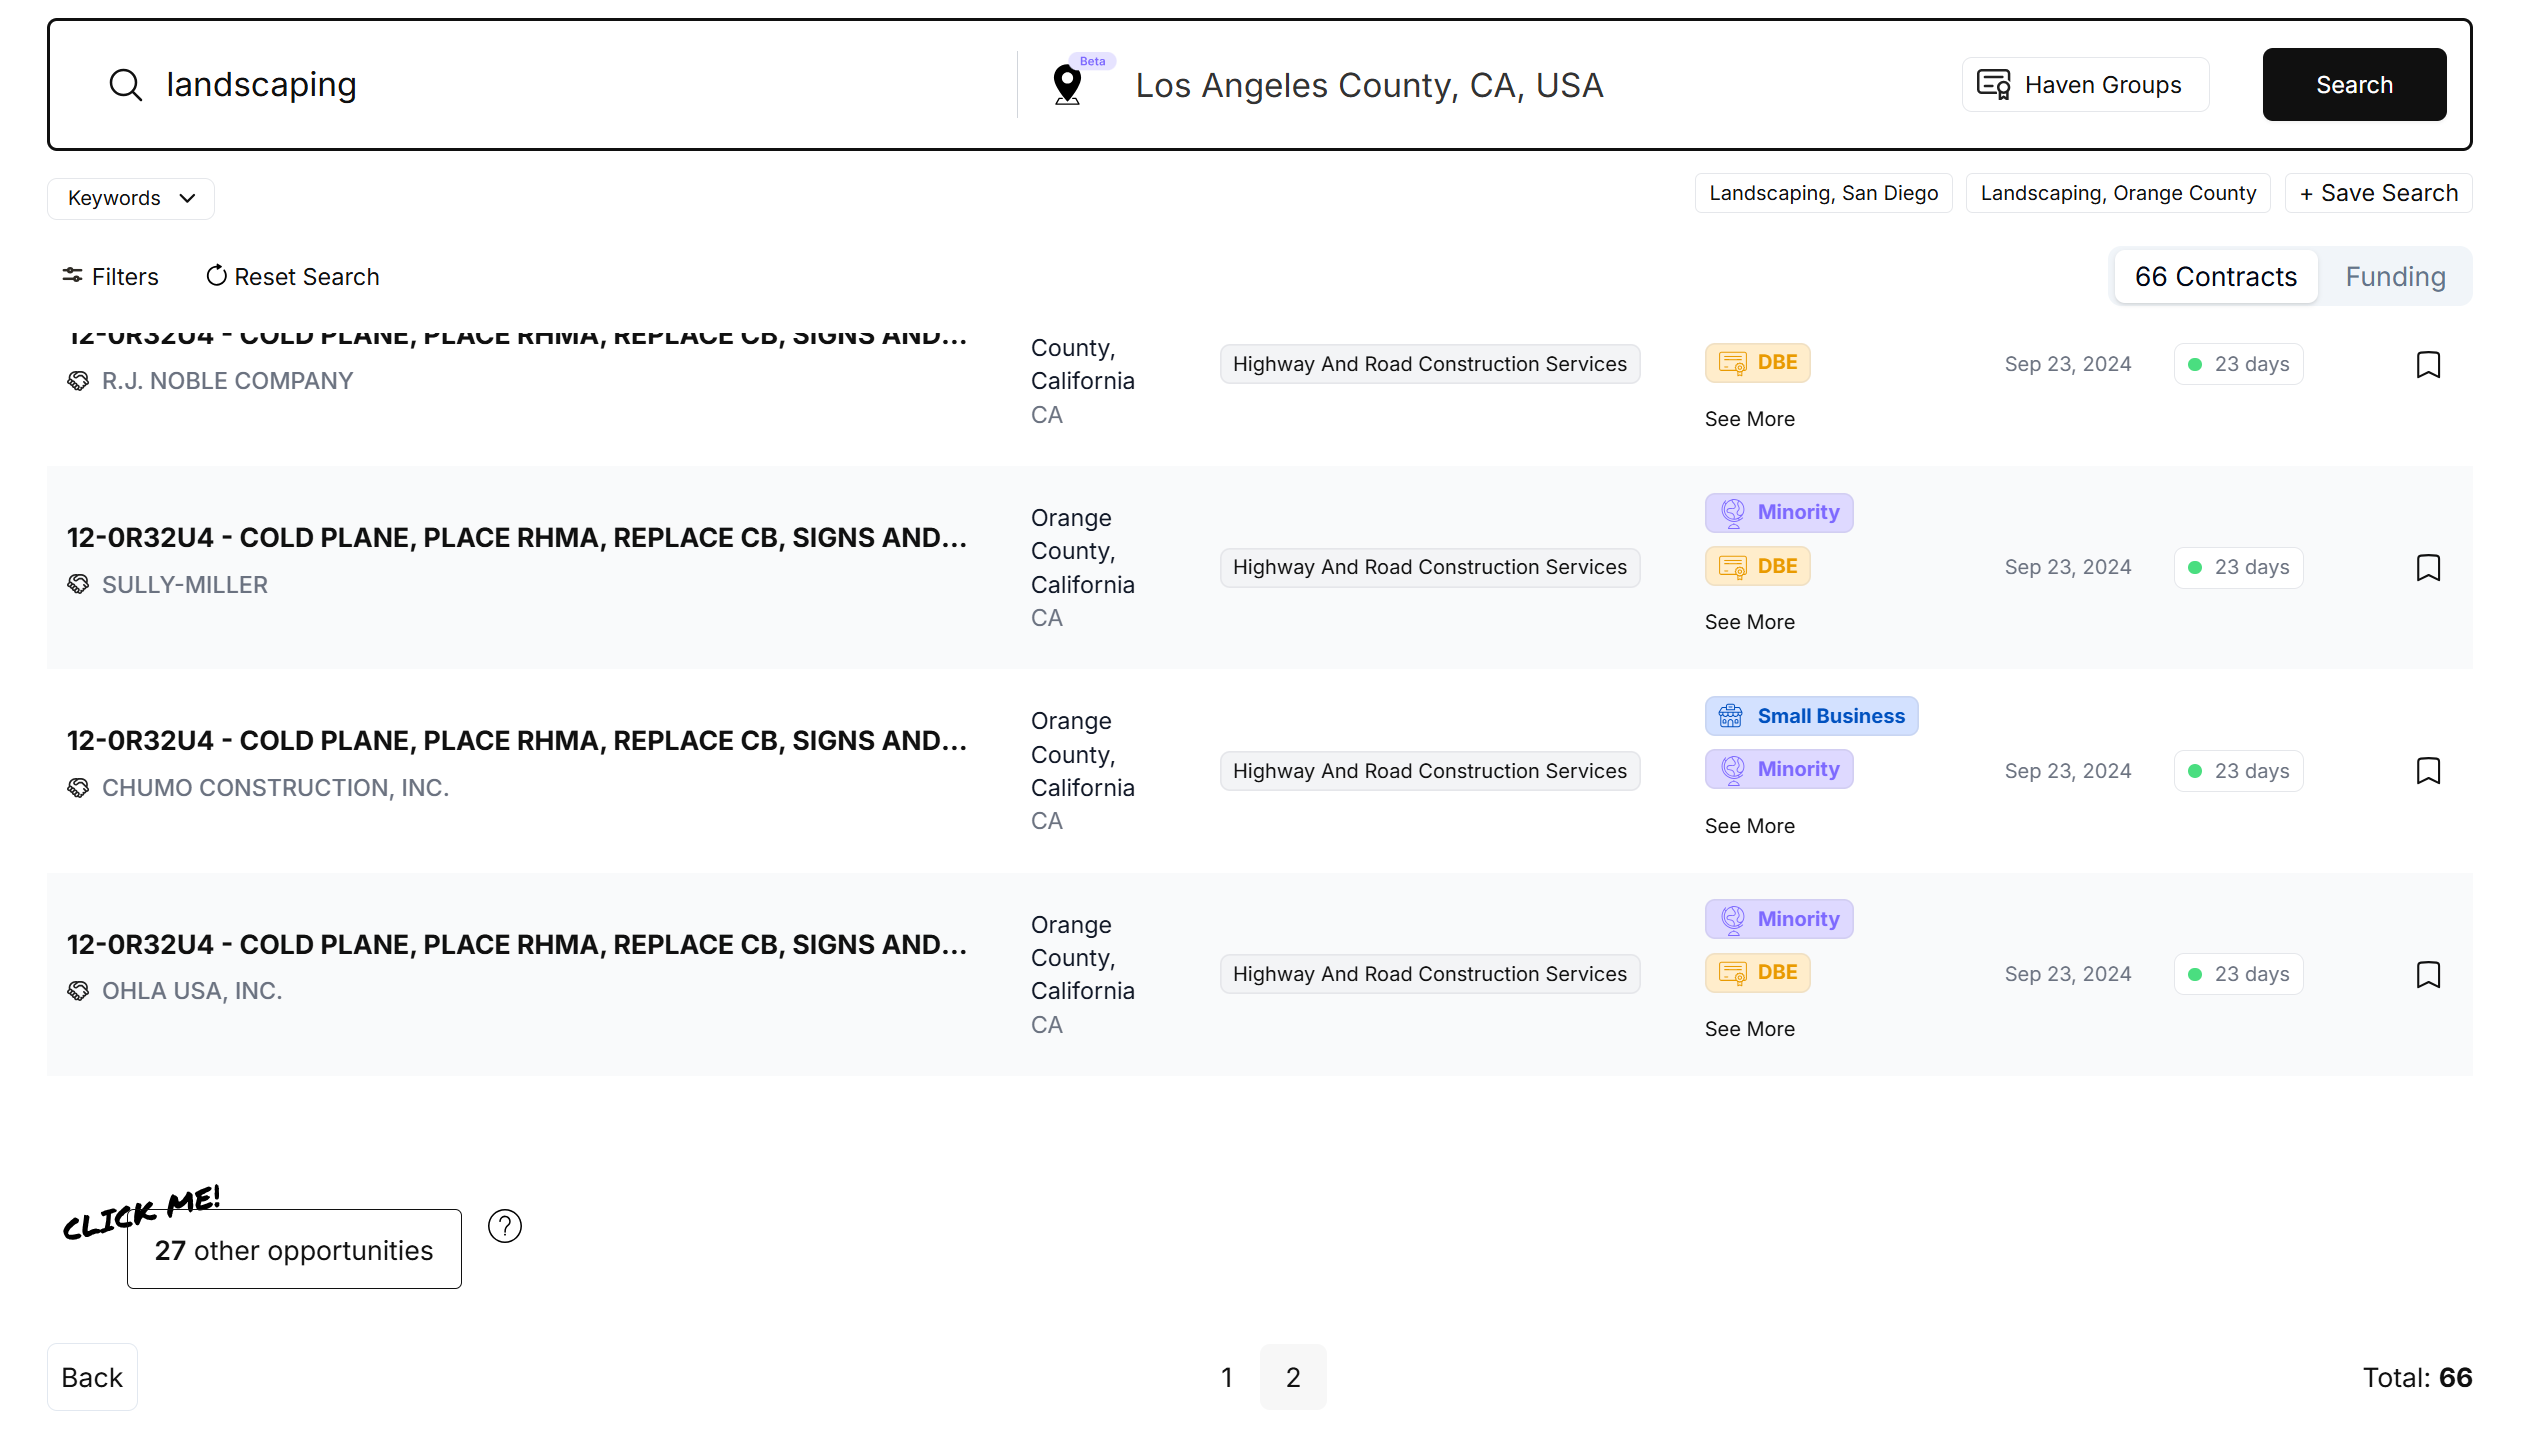 landscaping
Beta
Los Angeles County, CA, USA
Haven Groups
Search
Keywords
Landscaping, San Diego
Landscaping, Orange County
+ Save Search
Filters
Reset Search
66 Contracts
Funding
12-0R32U4 - COLD PLANE, PLACE RHMA, REPLACE CB, SIGNS AND...
R.J. NOBLE COMPANY
County,
California
CA
Highway And Road Construction Services
DBE
See More
Sep 23, 2024
23 days
12-0R32U4 - COLD PLANE, PLACE RHMA, REPLACE CB, SIGNS AND...
SULLY-MILLER
Orange
County,
California
CA
Highway And Road Construction Services
Minority
DBE
See More
Sep 23, 2024
23 days
12-0R32U4 - COLD PLANE, PLACE RHMA, REPLACE CB, SIGNS AND...
CHUMO CONSTRUCTION, INC.
Orange
County,
California
CA
Highway And Road Construction Services
Small Business
Minority
See More
Sep 23, 2024
23 days
12-0R32U4 - COLD PLANE, PLACE RHMA, REPLACE CB, SIGNS AND...
OHLA USA, INC.
Orange
County,
California
CA
Highway And Road Construction Services
Minority
DBE
See More
Sep 23, 2024
23 days
CLICK ME!
27 other opportunities
?
Back
1
2
Total: 66